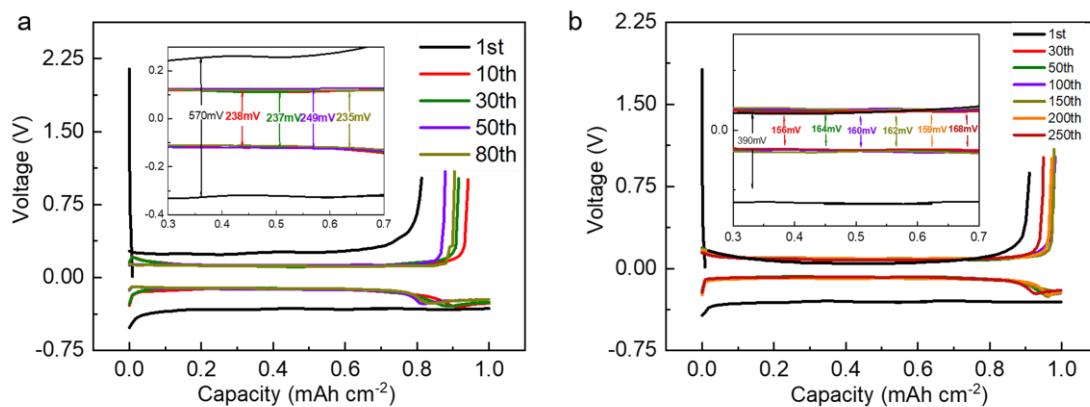 a
2.25
1.50
0.75
0.00
-0.75
Voltage (V)
0.0
0.2
0.4
0.6
0.8
1.0
Capacity (mAh cm-2)
1st
10th
30th
50th
80th
0.2
0.0
-0.2
-0.4
0.3
0.4
0.5
0.6
0.7
570mV
238mV
237mV
249mV
235mV
b
2.25
1.50
0.75
0.00
-0.75
Voltage (V)
0.0
0.2
0.4
0.6
0.8
1.0
Capacity (mAh cm-2)
1st
30th
50th
100th
150th
200th
250th
0.0
0.3
0.4
0.5
0.6
0.7
390mV
156mV
164mV
160mV
162mV
159mV
168mV